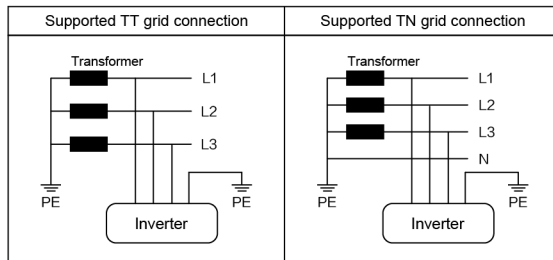 Supported TT grid connection
Transformer
L1
L2
L3
PE
PE
Inverter
Supported TN grid connection
Transformer
L1
L2
L3
N
PE
PE
Inverter